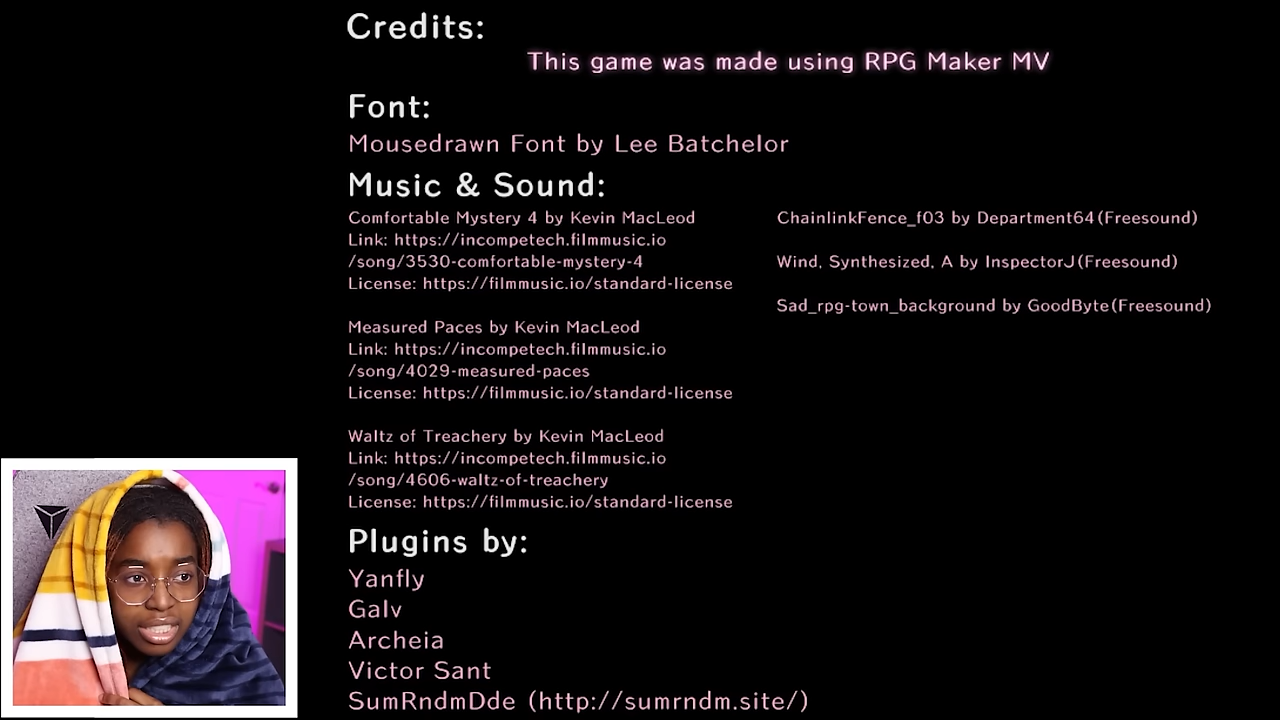 Credits:
This game was made using RPG Maker MV
Font:
Mousedrawn Font by Lee Batchelor
Music & Sound:
Comfortable Mystery 4 by Kevin MacLeod
Link: https://incompetech.filmmusic.io
/song/3530-comfortable-mystery-4
License: https://filmmusic.io/standard-license
Measured Paces by Kevin MacLeod
Link: https://incompetech.filmmusic.io
/song/4029-measured-paces
License: https://filmmusic.io/standard-license
Waltz of Treachery by Kevin MacLeod
Link: https://incompetech.filmmusic.io
/song/4606-waltz-of-treachery
License: https://filmmusic.io/standard-license
ChainlinkFence_f03 by Department64(Freesound)
Wind, Synthesized, A by InspectorJ(Freesound)
Sad_rpg-town_background by GoodByte(Freesound)
Plugins by:
Yanfly
Galv
Archeia
Victor Sant
SumRndmDde (http://sumrndm.site/)